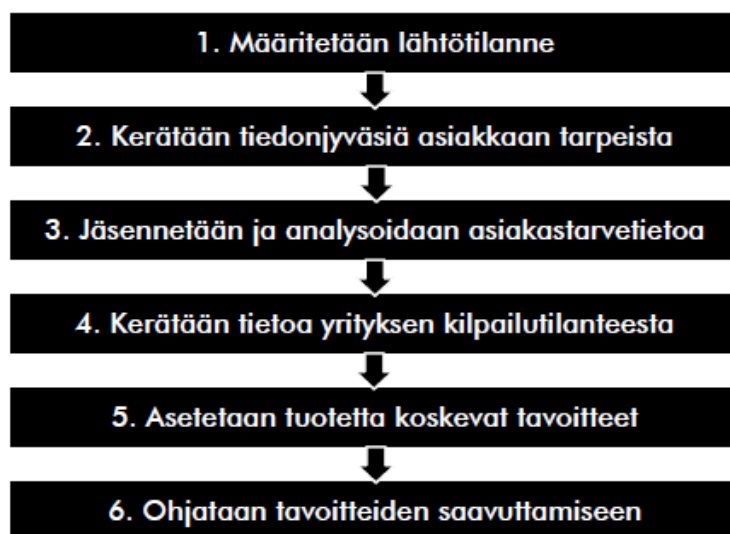 1. Määritetään lähtötilanne
2. Kerätään tiedonjyväsiä asiakkaan tarpeista
3. Jäsennetään ja analysoidaan asiakastarvetietoa
4. Kerätään tietoa yrityksen kilpailutilanteesta
5. Asetetaan tuotetta koskevat tavoitteet
6. Ohjataan tavoitteiden saavuttamiseen